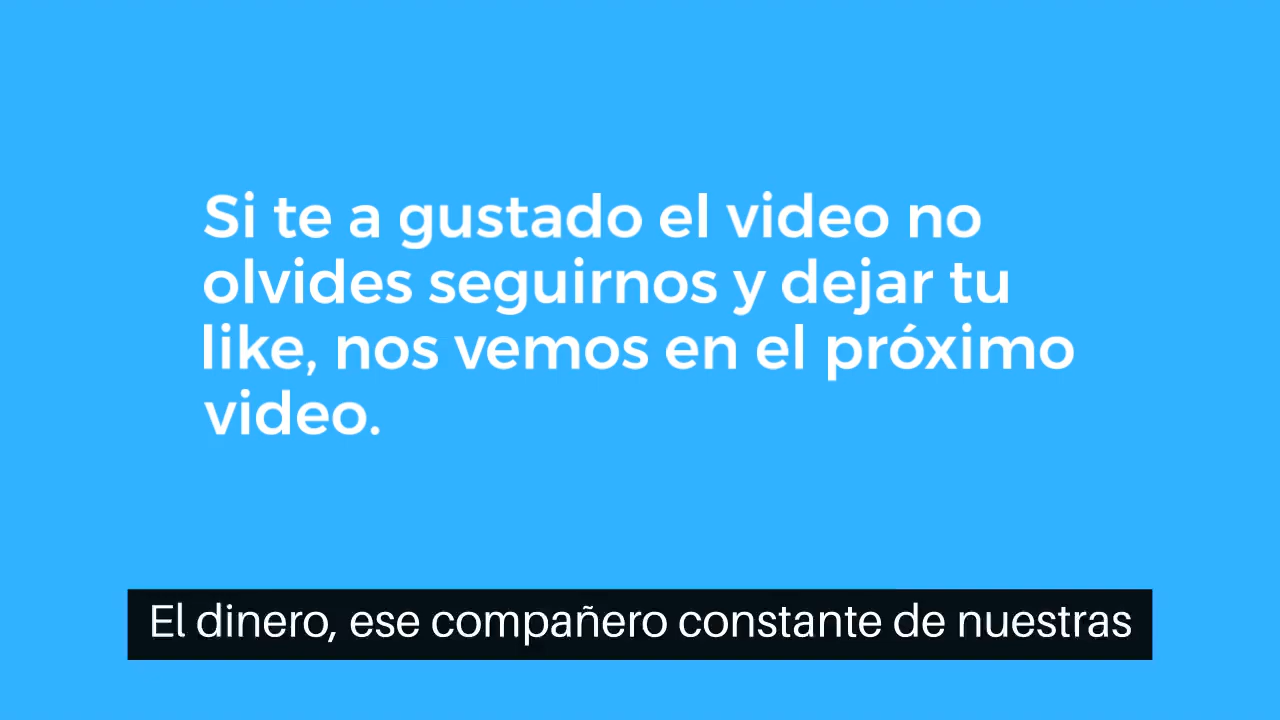 Si te a gustado el video no
olvides seguirnos y dejar tu
like, nos vemos en el próximo
video.
El dinero, ese compañero constante de nuestras